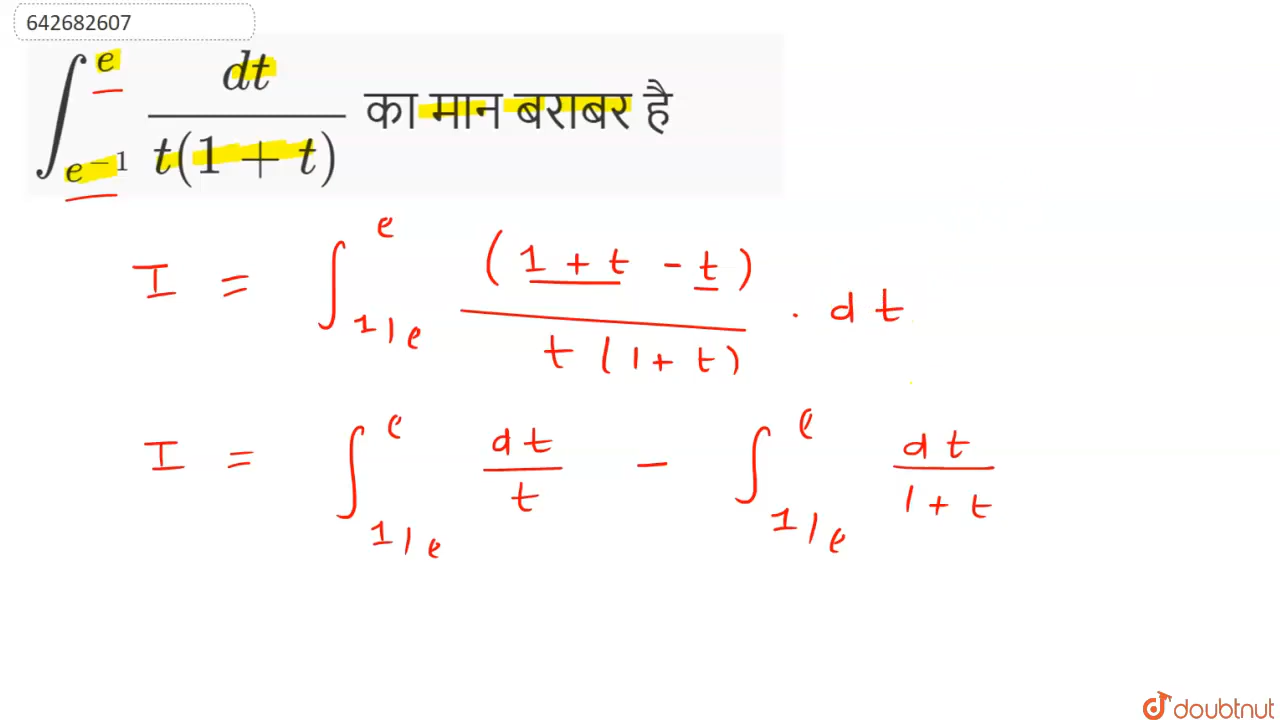 642682607
∫_{e^{-1}}^{e} dt / t(1 + t) का मान बराबर है
I = ∫_{1/e}^{e} (1 + t - t) / t(1 + t) . dt
I = ∫_{1/e}^{e} dt / t - ∫_{1/e}^{e} dt / 1 + t
doubtnut